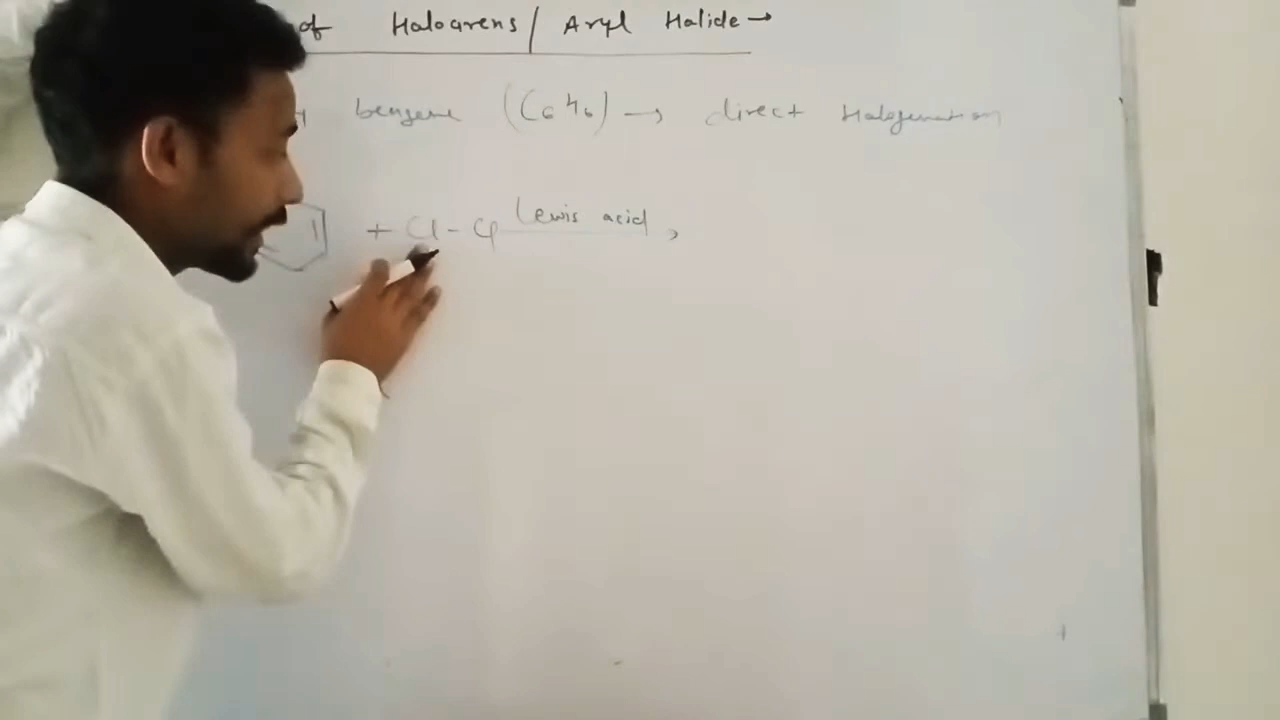 of Haloarens / Aryl Halide →
benzene (C6H6) → direct Halogenation
+ Cl - Cl Lewis acid →